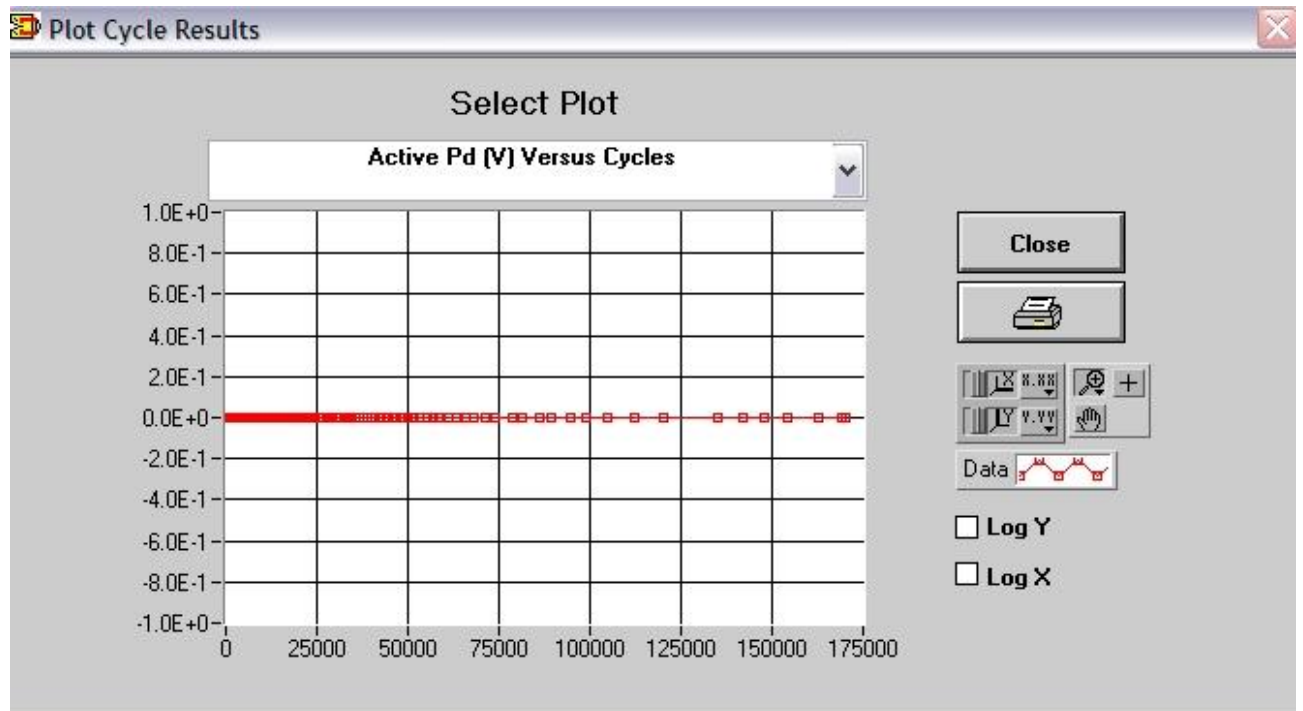 Plot Cycle Results
Select Plot
Active Pd (V) Versus Cycles
1.0E+0
8.0E-1
6.0E-1
4.0E-1
2.0E-1
0.0E+0
-2.0E-1
-4.0E-1
-6.0E-1
-8.0E-1
-1.0E+0
0 25000 50000 75000 100000 125000 150000 175000
Close
X X.XX
Y Y.YY
Data
Log Y
Log X